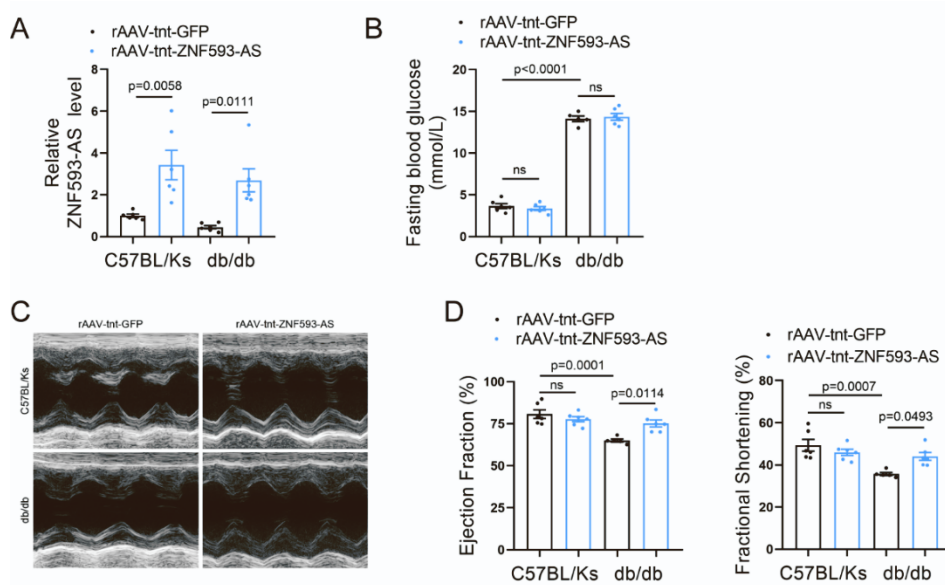 A
rAAV-tnt-GFP
rAAV-tnt-ZNF593-AS
Relative
ZNF593-AS level
8
6
4
2
0
p=0.0058
p=0.0111
C57BL/Ks
db/db
B
rAAV-tnt-GFP
rAAV-tnt-ZNF593-AS
Fasting blood glucose
(mmol/L)
20
15
10
5
0
p<0.0001
ns
ns
C57BL/Ks
db/db
C
rAAV-tnt-GFP
rAAV-tnt-ZNF593-AS
C57BL/Ks
db/db
D
rAAV-tnt-GFP
rAAV-tnt-ZNF593-AS
Ejection Fraction (%)
100
75
50
25
0
p=0.0001
ns
p=0.0114
C57BL/Ks
db/db
rAAV-tnt-GFP
rAAV-tnt-ZNF593-AS
Fractional Shortening (%)
80
60
40
20
0
p=0.0007
ns
p=0.0493
C57BL/Ks
db/db